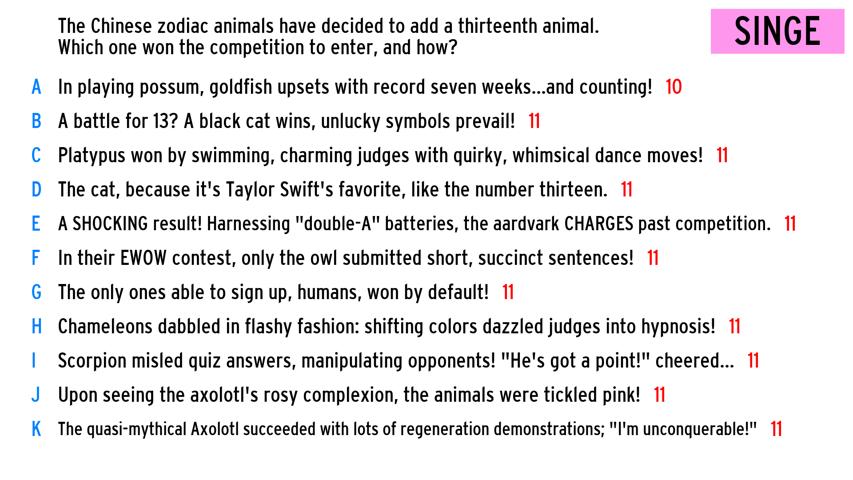 The Chinese zodiac animals have decided to add a thirteenth animal.
Which one won the competition to enter, and how?
SINGE
A In playing possum, goldfish upsets with record seven weeks...and counting! 10
B A battle for 13? A black cat wins, unlucky symbols prevail! 11
C Platypus won by swimming, charming judges with quirky, whimsical dance moves! 11
D The cat, because it's Taylor Swift's favorite, like the number thirteen. 11
E A SHOCKING result! Harnessing "double-A" batteries, the aardvark CHARGES past competition. 11
F In their EWOW contest, only the owl submitted short, succinct sentences! 11
G The only ones able to sign up, humans, won by default! 11
H Chameleons dabbled in flashy fashion: shifting colors dazzled judges into hypnosis! 11
I Scorpion misled quiz answers, manipulating opponents! "He's got a point!" cheered... 11
J Upon seeing the axolotl's rosy complexion, the animals were tickled pink! 11
K The quasi-mythical Axolotl succeeded with lots of regeneration demonstrations; "I'm unconquerable!" 11